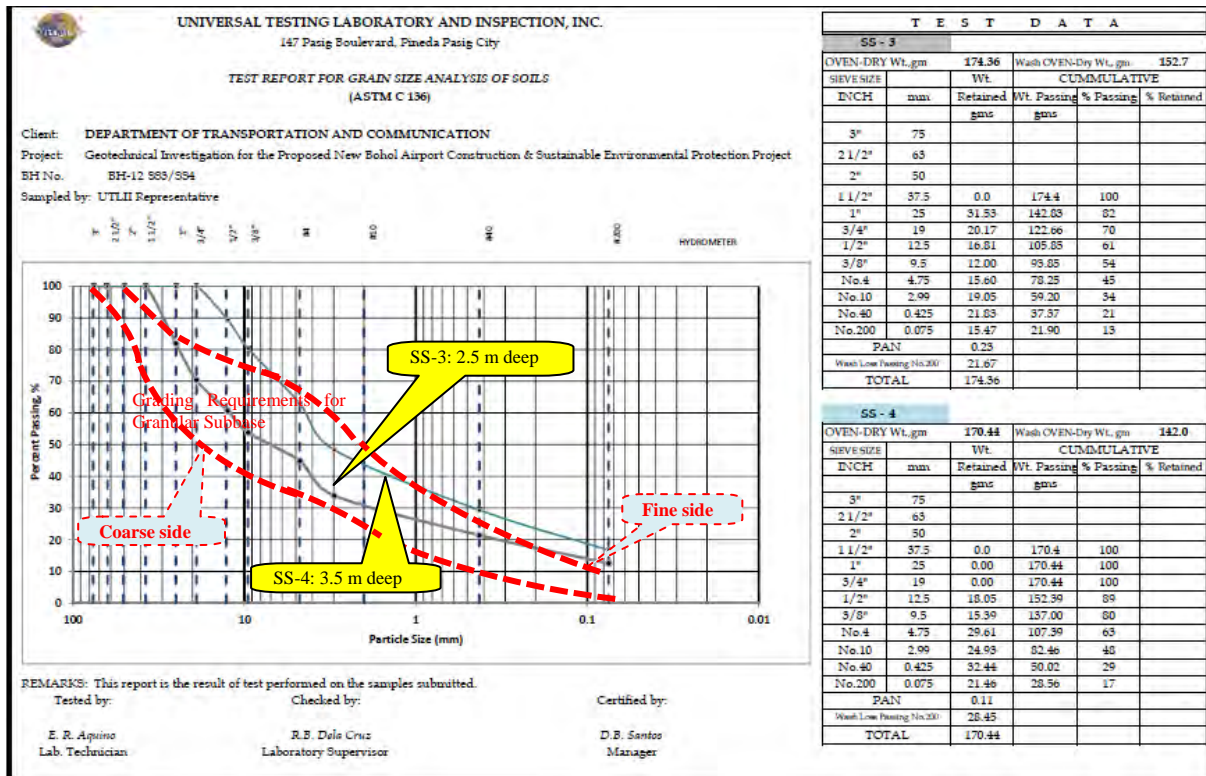 UNIVERSAL TESTING LABORATORY AND INSPECTION, INC.
147 Pasig Boulevard, Pineda Pasig City
TEST REPORT FOR GRAIN SIZE ANALYSIS OF SOILS
(ASTM C 136)
Client: DEPARTMENT OF TRANSPORTATION AND COMMUNICATION
Project: Geotechnical Investigation for the Proposed New Bohol Airport Construction & Sustainable Environmental Protection Project
BH No. BH-12 SS3/SS4
Sampled by: UTLII Representative
3" 2 1/2" 2" 1 1/2" 1" 3/4" 1/2" 3/8" #4 #10 #40 #200 HYDROMETER
100
90
80
70
60
50
40
30
20
10
0
Percent Passing, %
SS-3: 2.5 m deep
Grading Requirements for
Granular Subbase
Coarse side
Fine side
SS-4: 3.5 m deep
100 10 1 0.1 0.01
Particle Size (mm)
REMARKS: This report is the result of test performed on the samples submitted.
Tested by: Checked by: Certified by:
E. R. Aquino R.B. Dela Cruz D.B. Santos
Lab. Technician Laboratory Supervisor Manager
T E S T D A T A
SS - 3
OVEN-DRY Wt.,gm 174.36 Wash OVEN-Dry Wt., gm 152.7
SIEVE SIZE Wt. CUMMULATIVE
INCH mm Retained Wt. Passing % Passing % Retained
gms gms
3" 75
2 1/2" 63
2" 50
1 1/2" 37.5 0.0 174.4 100
1" 25 31.53 142.83 82
3/4" 19 20.17 122.66 70
1/2" 12.5 16.81 105.85 61
3/8" 9.5 12.00 93.85 54
No.4 4.75 15.60 78.25 45
No.10 2.99 19.05 59.20 34
No.40 0.425 21.83 37.37 21
No.200 0.075 15.47 21.90 13
PAN 0.23
Wash Loss Passing No.200 21.67
TOTAL 174.36
SS - 4
OVEN-DRY Wt.,gm 170.44 Wash OVEN-Dry Wt., gm 142.0
SIEVE SIZE Wt. CUMMULATIVE
INCH mm Retained Wt. Passing % Passing % Retained
gms gms
3" 75
2 1/2" 63
2" 50
1 1/2" 37.5 0.0 170.4 100
1" 25 0.00 170.44 100
3/4" 19 0.00 170.44 100
1/2" 12.5 18.05 152.39 89
3/8" 9.5 15.39 137.00 80
No.4 4.75 29.61 107.39 63
No.10 2.99 24.93 82.46 48
No.40 0.425 32.44 50.02 29
No.200 0.075 21.46 28.56 17
PAN 0.11
Wash Loss Passing No.200 28.45
TOTAL 170.44